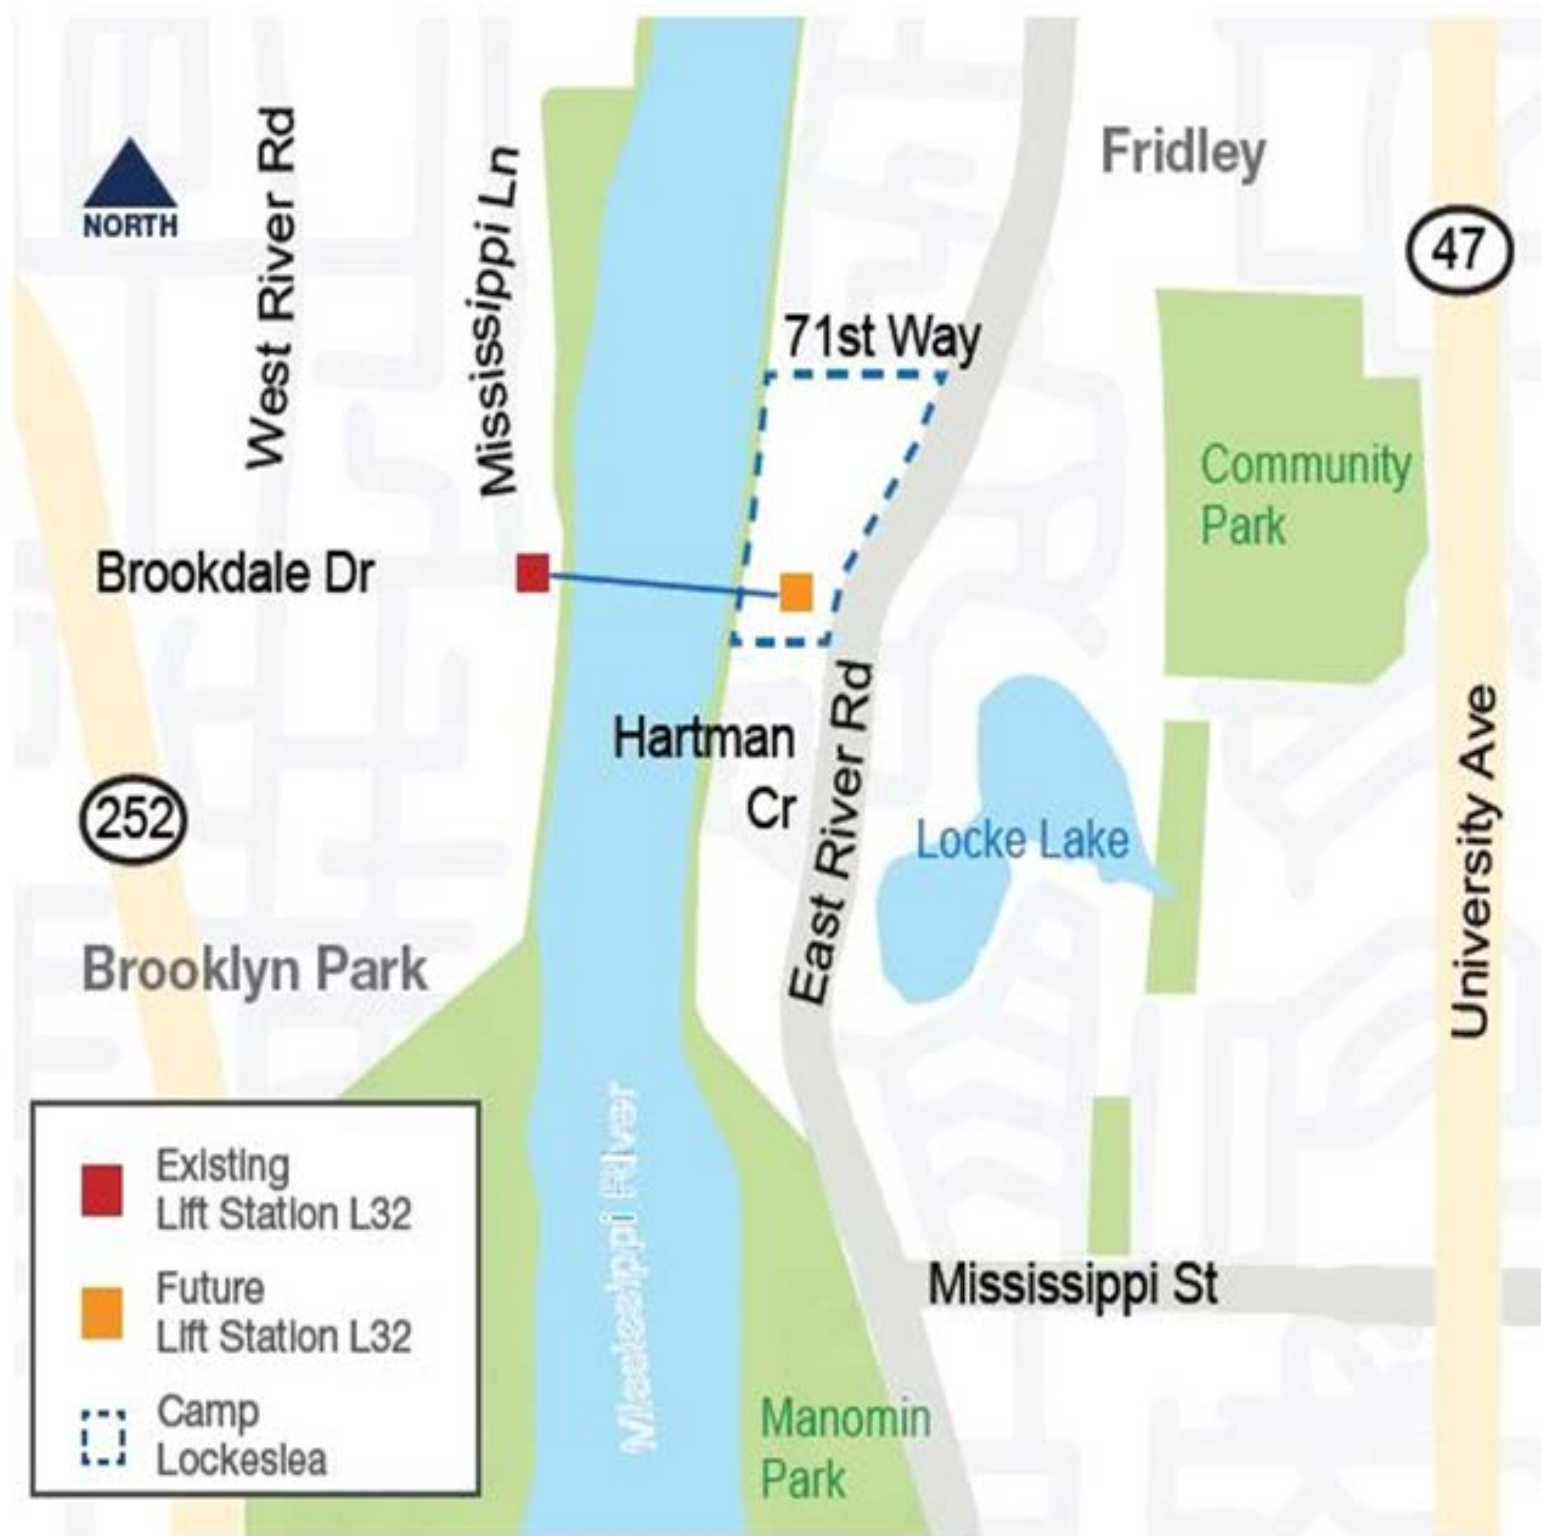 NORTH
West River Rd
Mississippi Ln
Fridley
47
71st Way
Community
Park
Brookdale Dr
Hartman
Cr
East River Rd
Locke Lake
University Ave
252
Brooklyn Park
Mississippi River
Mississippi St
Manomin
Park
Existing
Lift Station L32
Future
Lift Station L32
Camp
Lockeslea